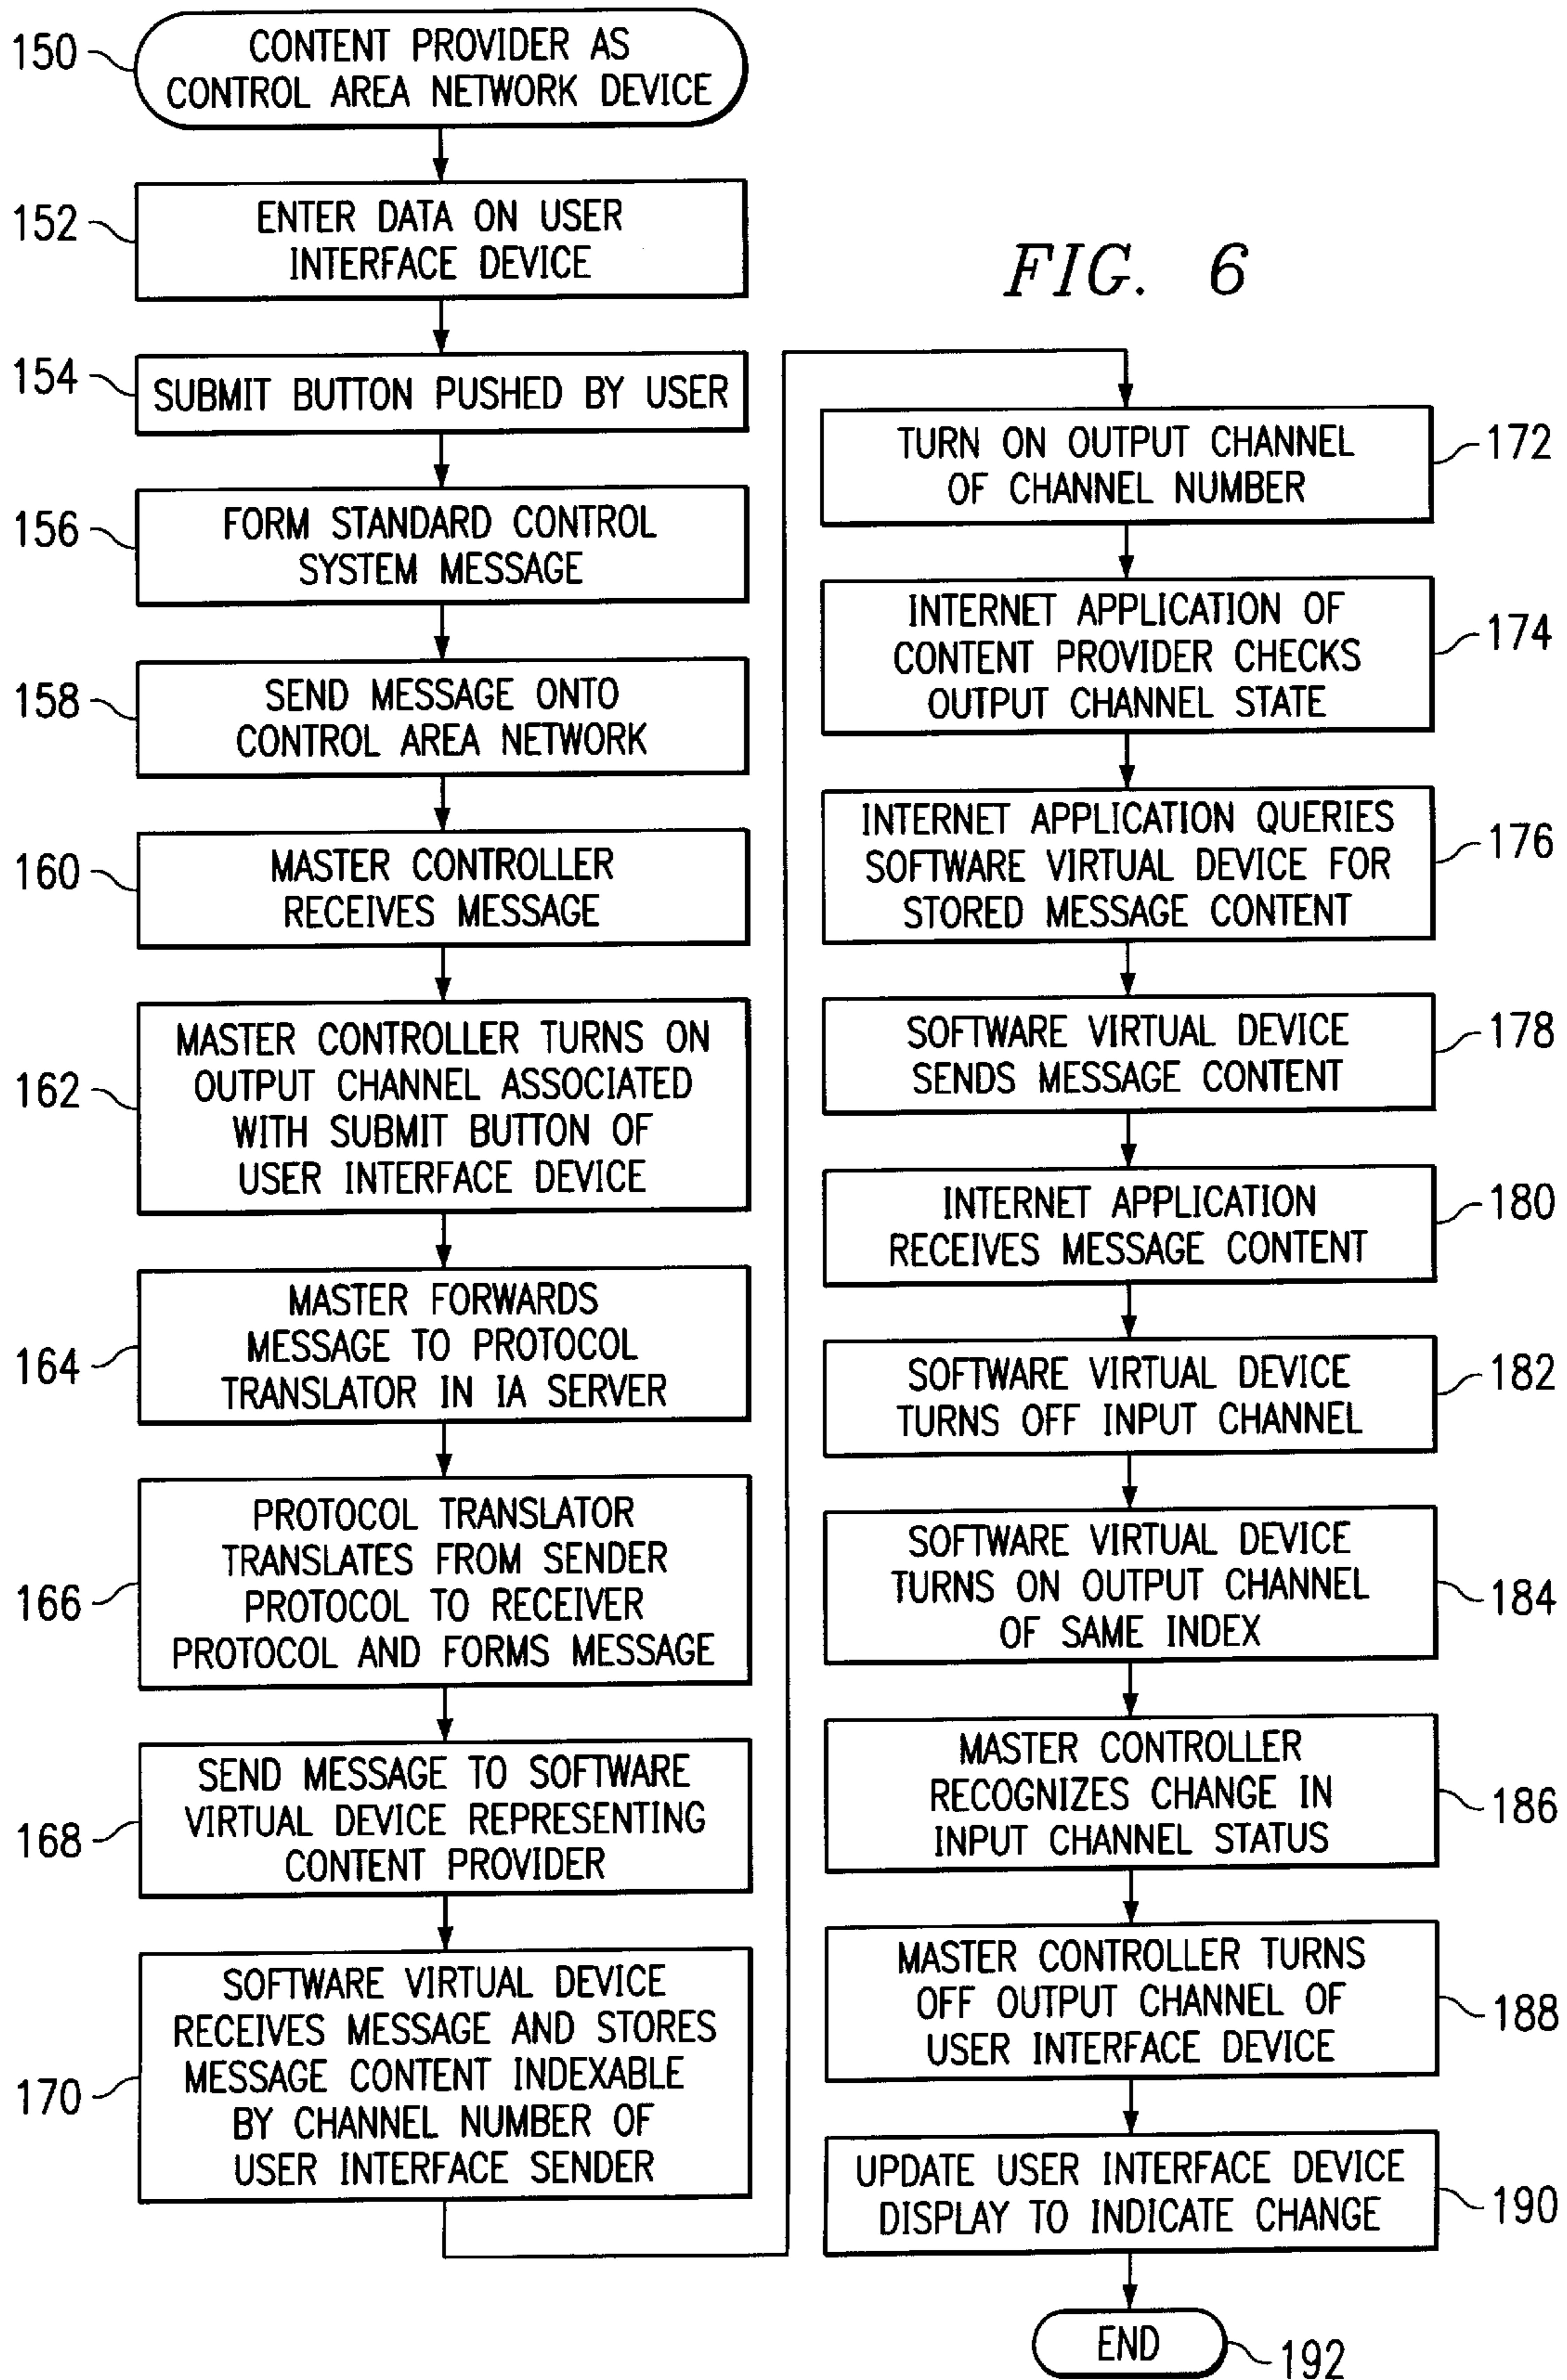 150
CONTENT PROVIDER AS
CONTROL AREA NETWORK DEVICE
152
ENTER DATA ON USER
INTERFACE DEVICE
154
SUBMIT BUTTON PUSHED BY USER
156
FORM STANDARD CONTROL
SYSTEM MESSAGE
158
SEND MESSAGE ONTO
CONTROL AREA NETWORK
160
MASTER CONTROLLER
RECEIVES MESSAGE
162
MASTER CONTROLLER TURNS ON
OUTPUT CHANNEL ASSOCIATED
WITH SUBMIT BUTTON OF
USER INTERFACE DEVICE
164
MASTER FORWARDS
MESSAGE TO PROTOCOL
TRANSLATOR IN IA SERVER
166
PROTOCOL TRANSLATOR
TRANSLATES FROM SENDER
PROTOCOL TO RECEIVER
PROTOCOL AND FORMS MESSAGE
168
SEND MESSAGE TO SOFTWARE
VIRTUAL DEVICE REPRESENTING
CONTENT PROVIDER
170
SOFTWARE VIRTUAL DEVICE
RECEIVES MESSAGE AND STORES
MESSAGE CONTENT INDEXABLE
BY CHANNEL NUMBER OF
USER INTERFACE SENDER
FIG. 6
TURN ON OUTPUT CHANNEL
OF CHANNEL NUMBER
172
INTERNET APPLICATION OF
CONTENT PROVIDER CHECKS
OUTPUT CHANNEL STATE
174
INTERNET APPLICATION QUERIES
SOFTWARE VIRTUAL DEVICE FOR
STORED MESSAGE CONTENT
176
SOFTWARE VIRTUAL DEVICE
SENDS MESSAGE CONTENT
178
INTERNET APPLICATION
RECEIVES MESSAGE CONTENT
180
SOFTWARE VIRTUAL DEVICE
TURNS OFF INPUT CHANNEL
182
SOFTWARE VIRTUAL DEVICE
TURNS ON OUTPUT CHANNEL
OF SAME INDEX
184
MASTER CONTROLLER
RECOGNIZES CHANGE IN
INPUT CHANNEL STATUS
186
MASTER CONTROLLER TURNS
OFF OUTPUT CHANNEL OF
USER INTERFACE DEVICE
188
UPDATE USER INTERFACE DEVICE
DISPLAY TO INDICATE CHANGE
190
END
192